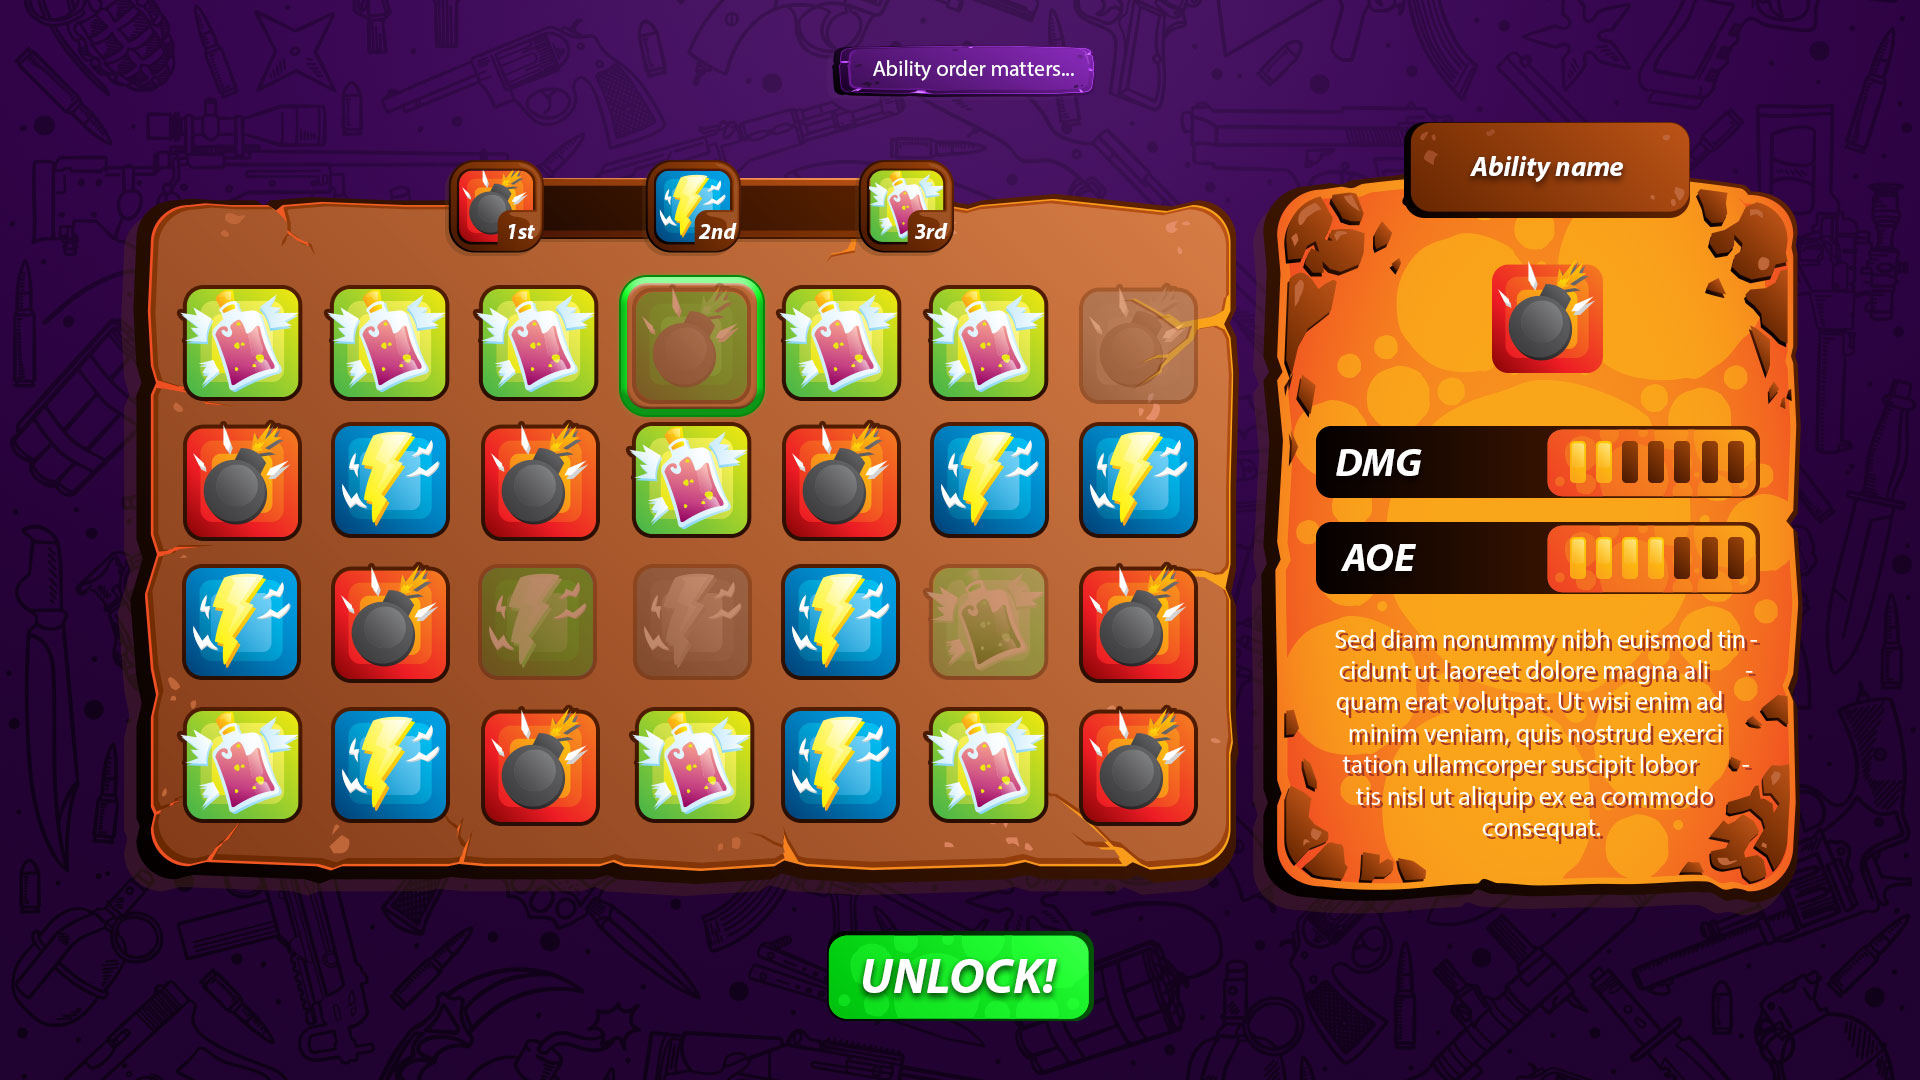 Ability order matters...
1st
2nd
3rd
Ability name
DMG
AOE
Sed diam nonummy nibh euismod tin-
cidunt ut laoreet dolore magna ali -
quam erat volutpat. Ut wisi enim ad
minim veniam, quis nostrud exerci
tation ullamcorper suscipit lobor -
tis nisl ut aliquip ex ea commodo
consequat.
UNLOCK!